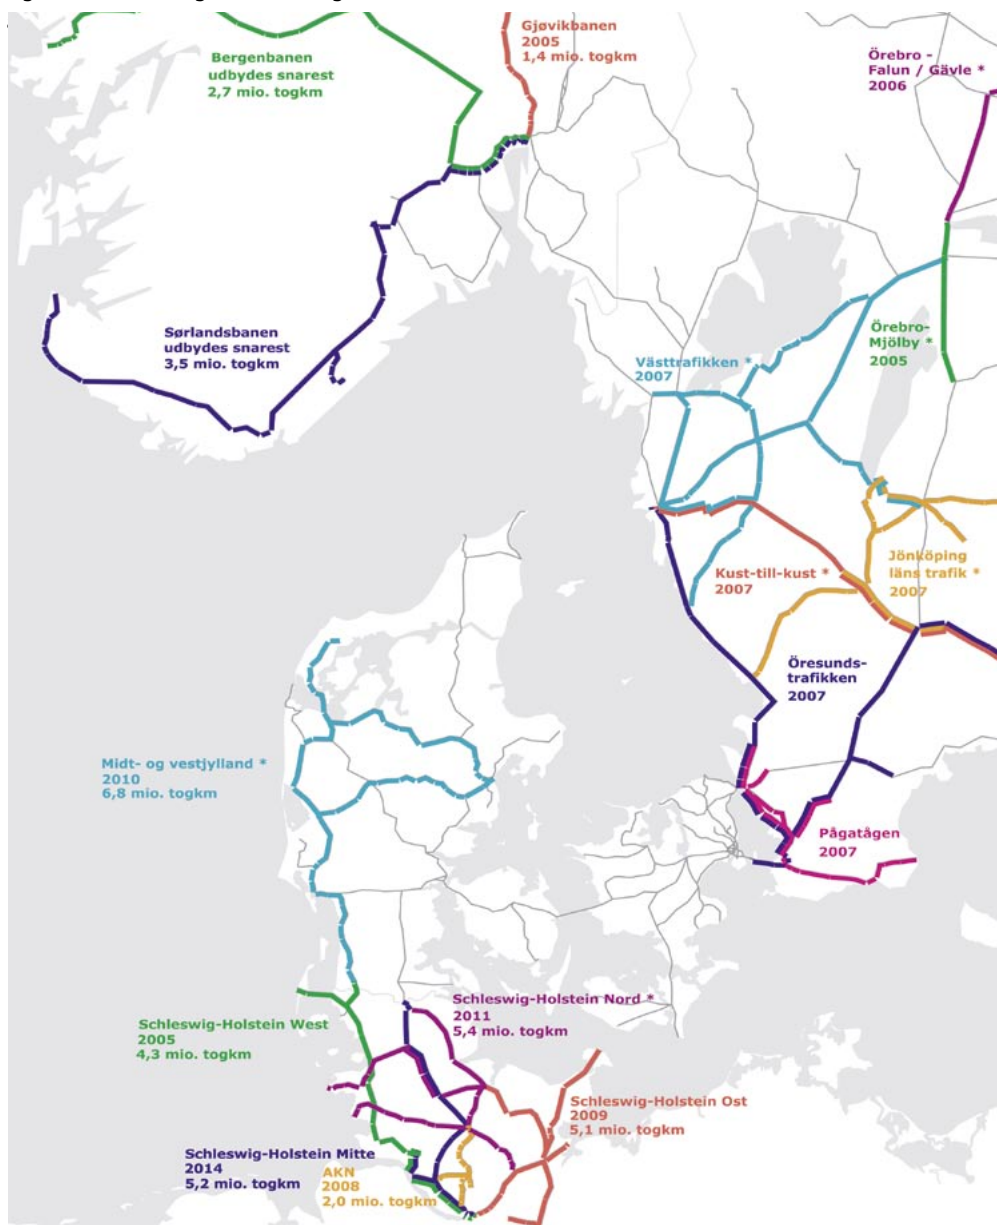 Gjøvikbanen
2005
1,4 mio. togkm
Bergenbanen
udbydes snarest
2,7 mio. togkm
Örebro -
Falun / Gävle *
2006
Sørlandsbanen
udbydes snarest
3,5 mio. togkm
Örebro-
Mjölby *
2005
Västtrafikken *
2007
Kust-till-kust *
2007
Jönköping
läns trafik *
2007
Öresunds-
trafikken
2007
Midt- og vestjylland *
2010
6,8 mio. togkm
Pågatågen
2007
Schleswig-Holstein Nord *
2011
5,4 mio. togkm
Schleswig-Holstein West
2005
4,3 mio. togkm
Schleswig-Holstein Ost
2009
5,1 mio. togkm
Schleswig-Holstein Mitte
2014
5,2 mio. togkm
AKN
2008
2,0 mio. togkm